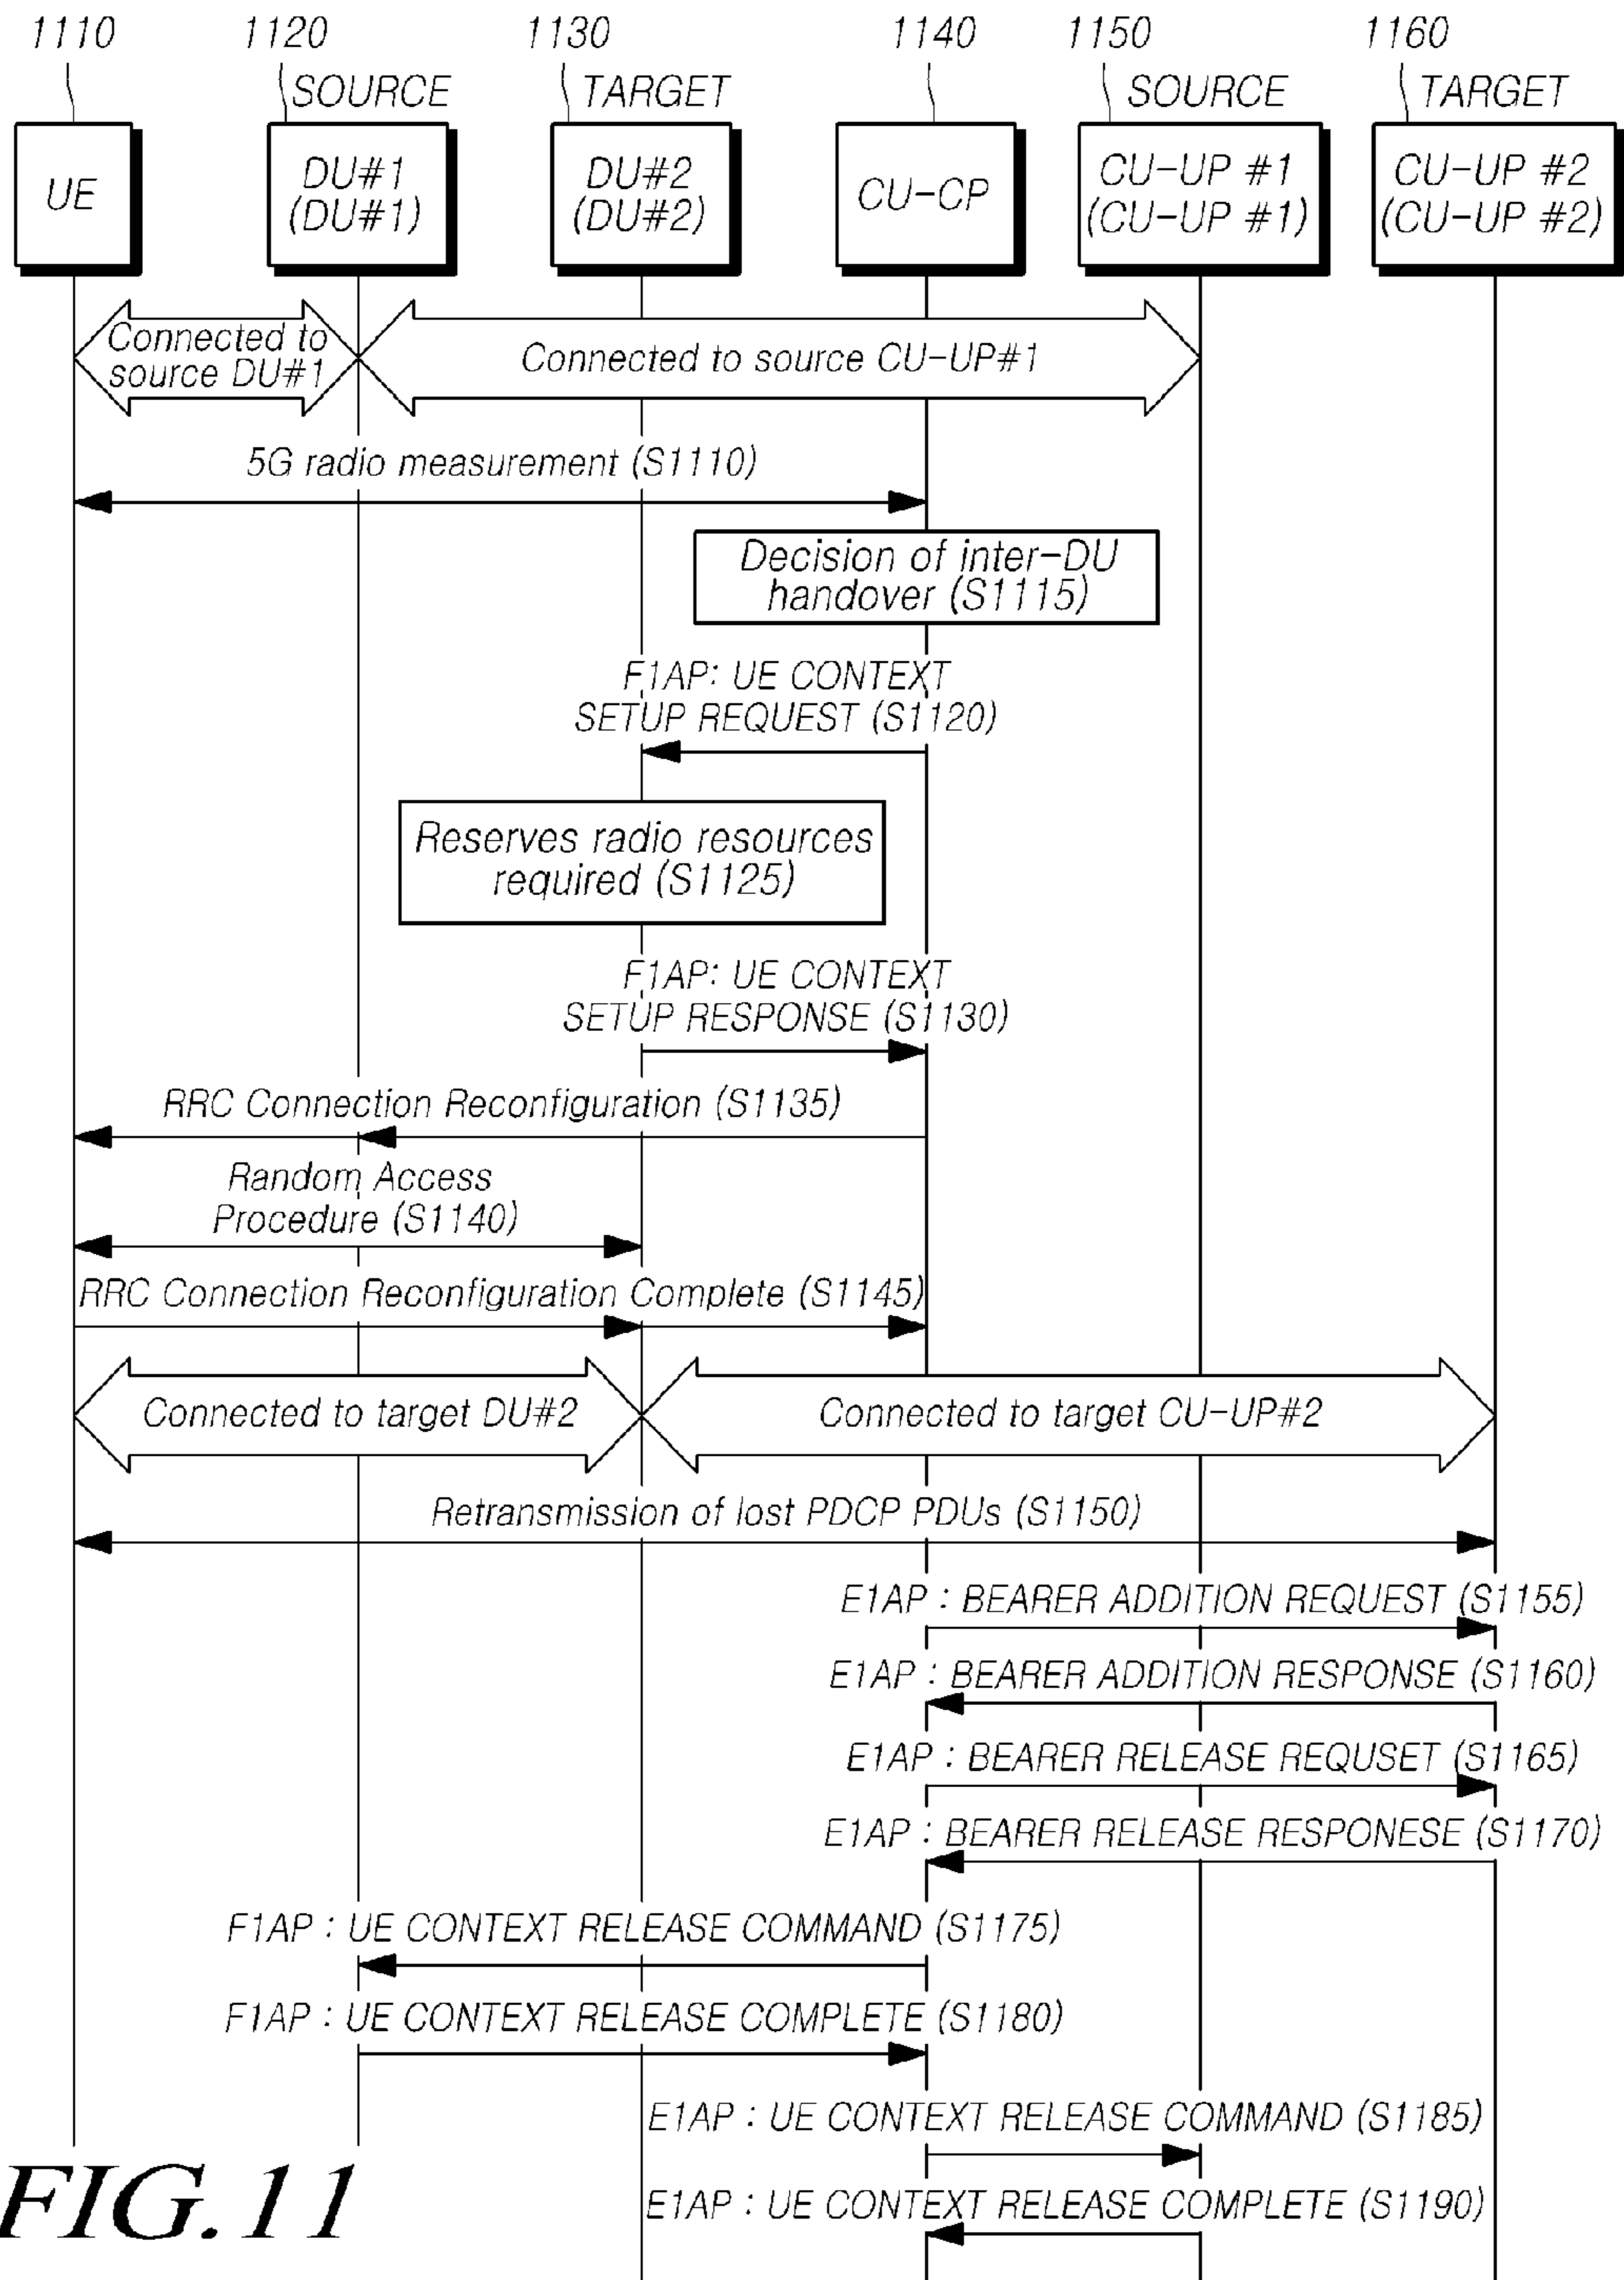 1110 1120 1130 1140 1150 1160
SOURCE TARGET SOURCE TARGET
UE
DU#1
(DU#1)
DU#2
(DU#2)
CU-CP
CU-UP #1
(CU-UP #1)
CU-UP #2
(CU-UP #2)
Connected to
source DU#1
Connected to source CU-UP#1
5G radio measurement (S1110)
Decision of inter-DU
handover (S1115)
F1AP: UE CONTEXT
SETUP REQUEST (S1120)
Reserves radio resources
required (S1125)
F1AP: UE CONTEXT
SETUP RESPONSE (S1130)
RRC Connection Reconfiguration (S1135)
Random Access
Procedure (S1140)
RRC Connection Reconfiguration Complete (S1145)
Connected to target DU#2
Connected to target CU-UP#2
Retransmission of lost PDCP PDUs (S1150)
E1AP : BEARER ADDITION REQUEST (S1155)
E1AP : BEARER ADDITION RESPONSE (S1160)
E1AP : BEARER RELEASE REQUSET (S1165)
E1AP : BEARER RELEASE RESPONESE (S1170)
F1AP : UE CONTEXT RELEASE COMMAND (S1175)
F1AP : UE CONTEXT RELEASE COMPLETE (S1180)
E1AP : UE CONTEXT RELEASE COMMAND (S1185)
E1AP : UE CONTEXT RELEASE COMPLETE (S1190)
FIG.11